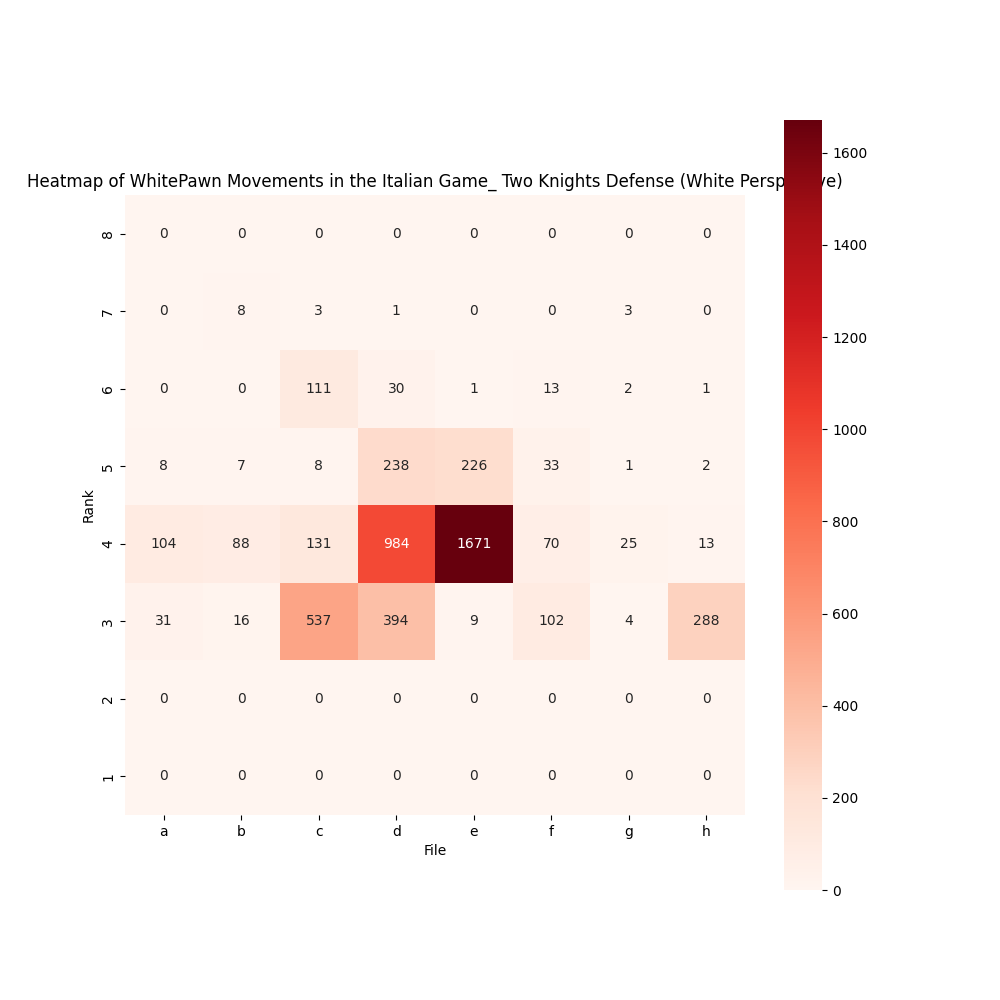 Heatmap of WhitePawn Movements in the Italian Game_ Two Knights Defense (White Persp ve)
8 0 0 0 0 0 0 0 0
7 0 8 3 1 0 0 3 0
6 0 0 111 30 1 13 2 1
5 8 7 8 238 226 33 1 2
Rank
4 104 88 131 984 1671 70 25 13
3 31 16 537 394 9 102 4 288
2 0 0 0 0 0 0 0 0
1 0 0 0 0 0 0 0 0
a b c d e f g h
File
1600
1400
1200
1000
800
600
400
200
0